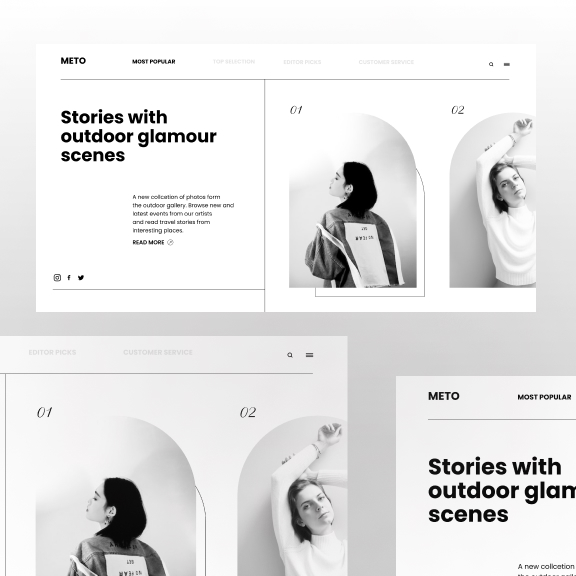 METO
MOST POPULAR
TOP SELECTION
EDITOR PICKS
CUSTOMER SERVICE
Stories with
outdoor glamour
scenes
A new collcetion of photos form
the outdoor gallery. Browse new and
latest events from our artists
and read travel stories from
interesting places.
READ MORE
01
02
EDITOR PICKS
CUSTOMER SERVICE
01
02
METO
MOST POPULAR
Stories with
outdoor glam
scenes
A new collcetion